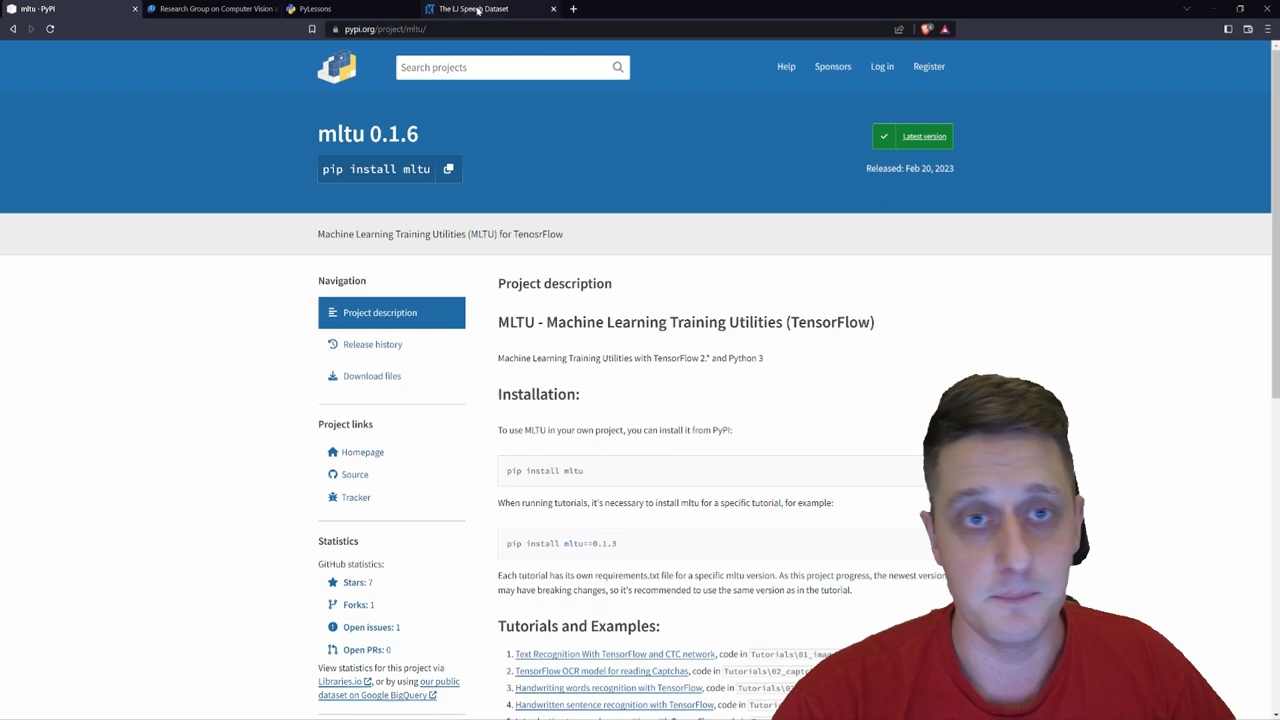 mltu · PyPI
Research Group on Computer Vision
PyLessons
The LJ Speech Dataset
pypi.org/project/mltu/
Search projects
Help
Sponsors
Log in
Register
mltu 0.1.6
Latest version
pip install mltu
Released: Feb 20, 2023
Machine Learning Training Utilities (MLTU) for TenosrFlow
Navigation
Project description
Release history
Download files
Project links
Homepage
Source
Tracker
Statistics
GitHub statistics:
Stars: 7
Forks: 1
Open issues: 1
Open PRs: 0
View statistics for this project via
Libraries.io, or by using our public
dataset on Google BigQuery
Project description
MLTU - Machine Learning Training Utilities (TensorFlow)
Machine Learning Training Utilities with TensorFlow 2.* and Python 3
Installation:
To use MLTU in your own project, you can install it from PyPI:
pip install mltu
When running tutorials, it's necessary to install mltu for a specific tutorial, for example:
pip install mltu==0.1.3
Each tutorial has its own requirements.txt file for a specific mltu version. As this project progress, the newest version
may have breaking changes, so it's recommended to use the same version as in the tutorial.
Tutorials and Examples:
1. Text Recognition With TensorFlow and CTC network, code in Tutorials\01_ima
2. TensorFlow OCR model for reading Captchas, code in Tutorials\02_captc
3. Handwriting words recognition with TensorFlow, code in Tutorials\0
4. Handwritten sentence recognition with TensorFlow, code in Tutor